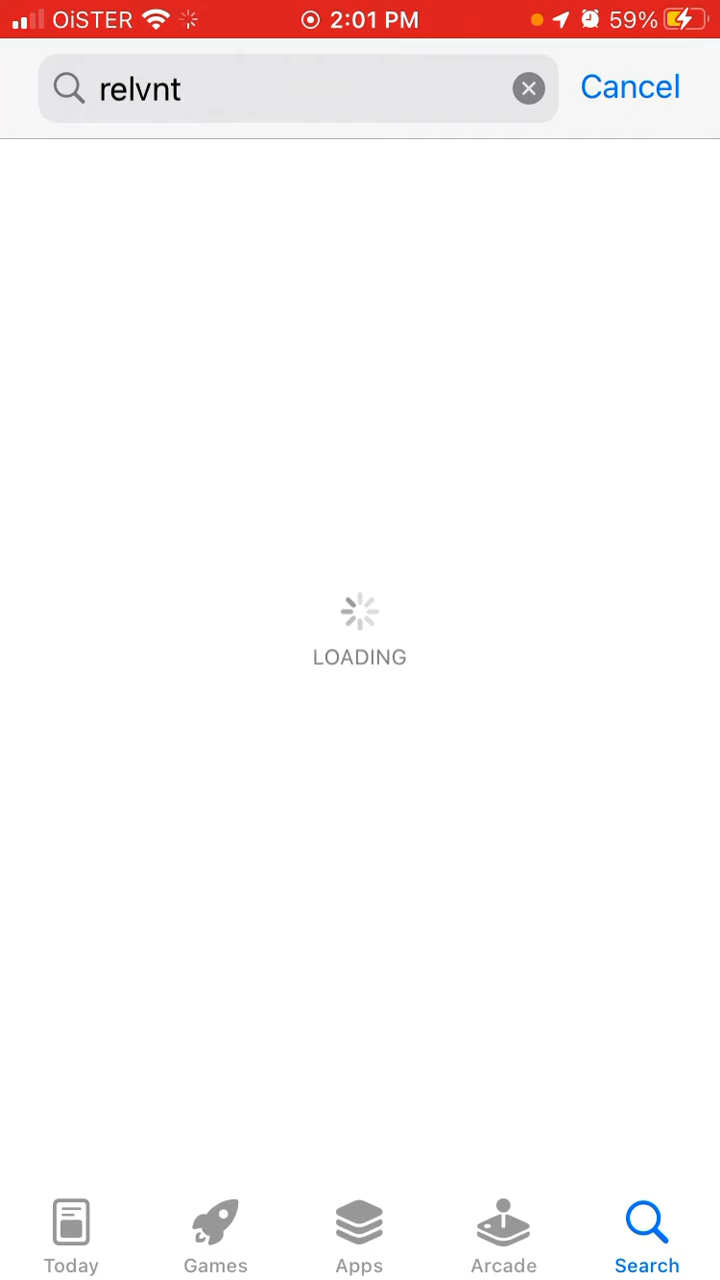 OiSTER 2:01 PM 59%
relvnt Cancel
LOADING
Today Games Apps Arcade Search